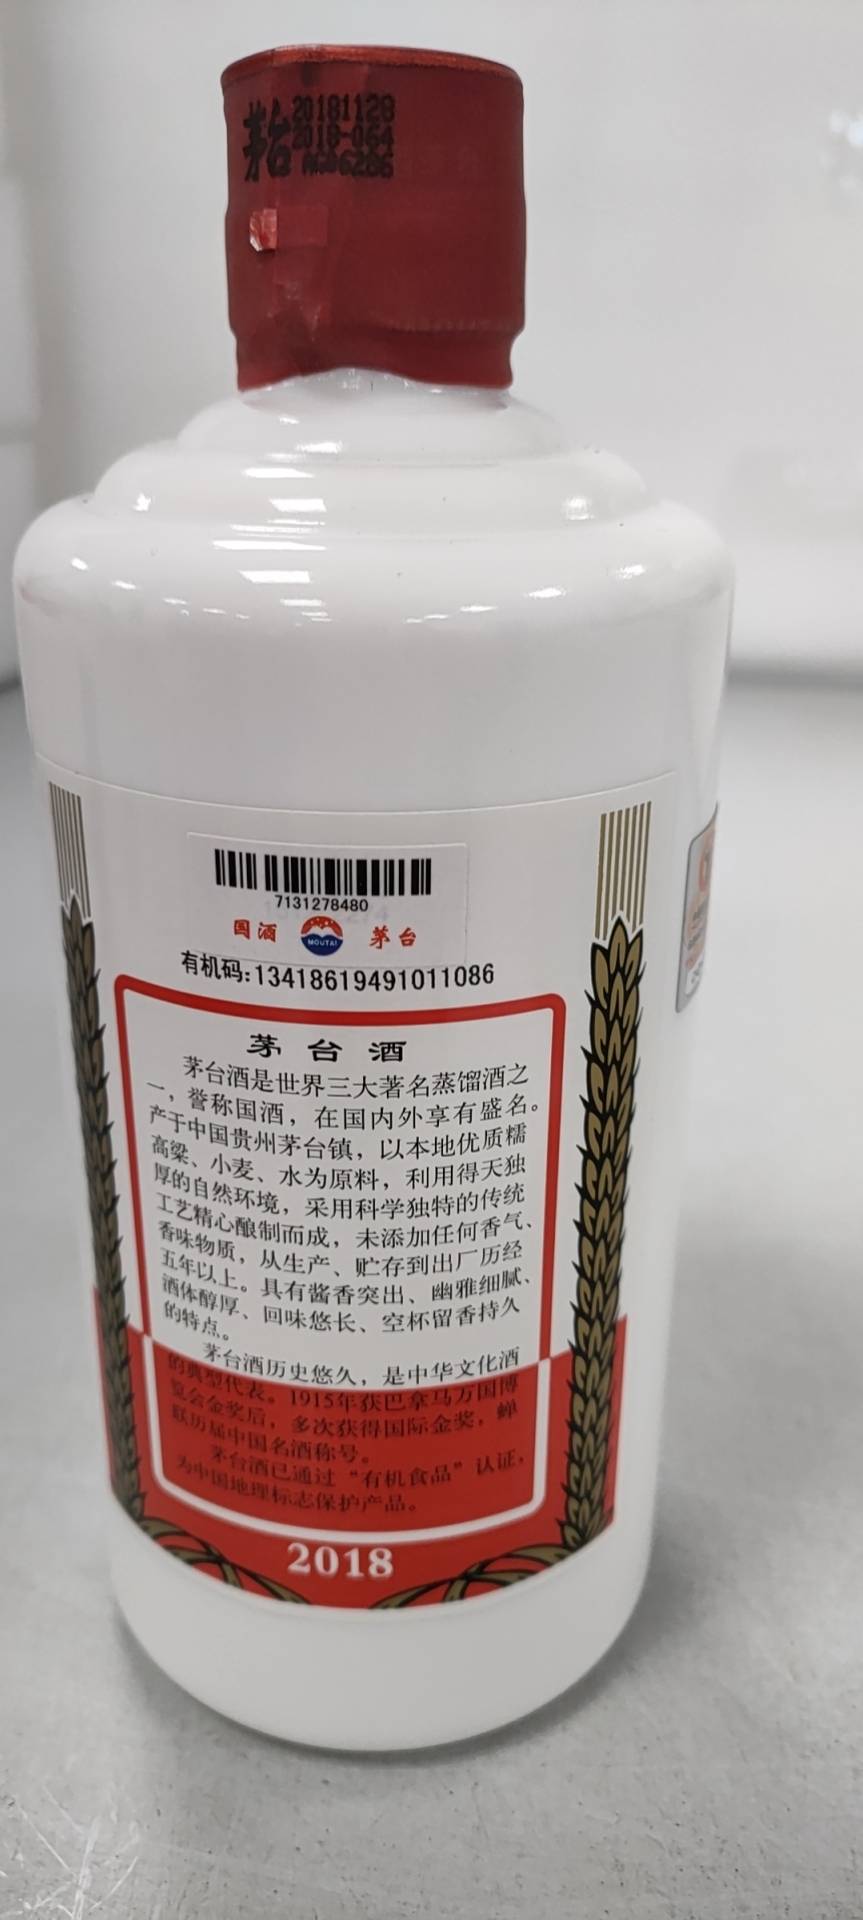 茅台
20181128
2018-064
7131278480
国酒 MOUTAI 茅台
有机码:13418619491011086
茅台酒
茅台酒是世界三大著名蒸馏酒之
一，誉称国酒，在国内外享有盛名。
产于中国贵州茅台镇，以本地优质糯
高粱、小麦、水为原料，利用得天独
厚的自然环境，采用科学独特的传统
工艺精心酿制而成，未添加任何香气、
香味物质，从生产、贮存到出厂历经
五年以上。具有酱香突出、幽雅细腻、
酒体醇厚、回味悠长、空杯留香持久
的特点。
茅台酒历史悠久，是中华文化酒
的典型代表。1915年获巴拿马万国博
览会金奖后，多次获得国际金奖，蝉
联历届中国名酒称号。
茅台酒已通过“有机食品”认证，
为中国地理标志保护产品。
2018